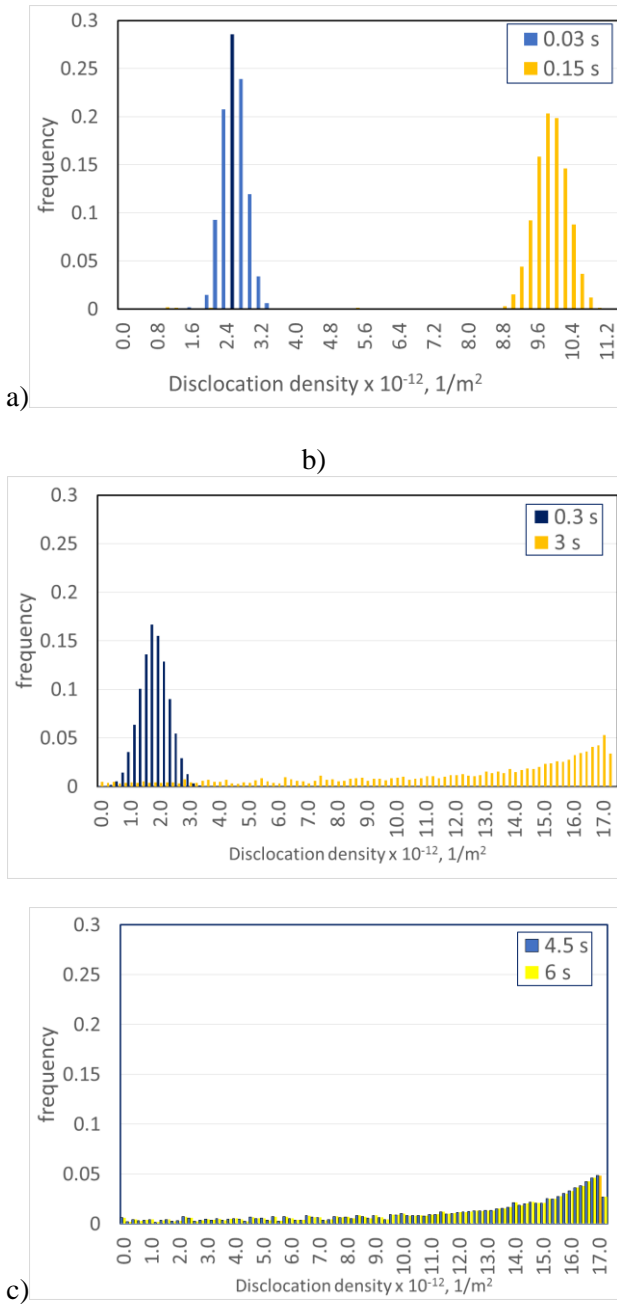 0.3
0.25
0.2
0.15
0.1
0.05
0
frequency
0.03 s
0.15 s
0.0 0.8 1.6 2.4 3.2 4.0 4.8 5.6 6.4 7.2 8.0 8.8 9.6 10.4 11.2
Disclocation density x 10-12, 1/m2
a)
b)
0.3
0.25
0.2
0.15
0.1
0.05
0
frequency
0.3 s
3 s
0.0 1.0 2.0 3.0 4.0 5.0 6.0 7.0 8.0 9.0 10.0 11.0 12.0 13.0 14.0 15.0 16.0 17.0
Disclocation density x 10-12, 1/m2
0.3
0.25
0.2
0.15
0.1
0.05
0
frequency
4.5 s
6 s
0.0 1.0 2.0 3.0 4.0 5.0 6.0 7.0 8.0 9.0 10.0 11.0 12.0 13.0 14.0 15.0 16.0 17.0
Disclocation density x 10-12, 1/m2
c)